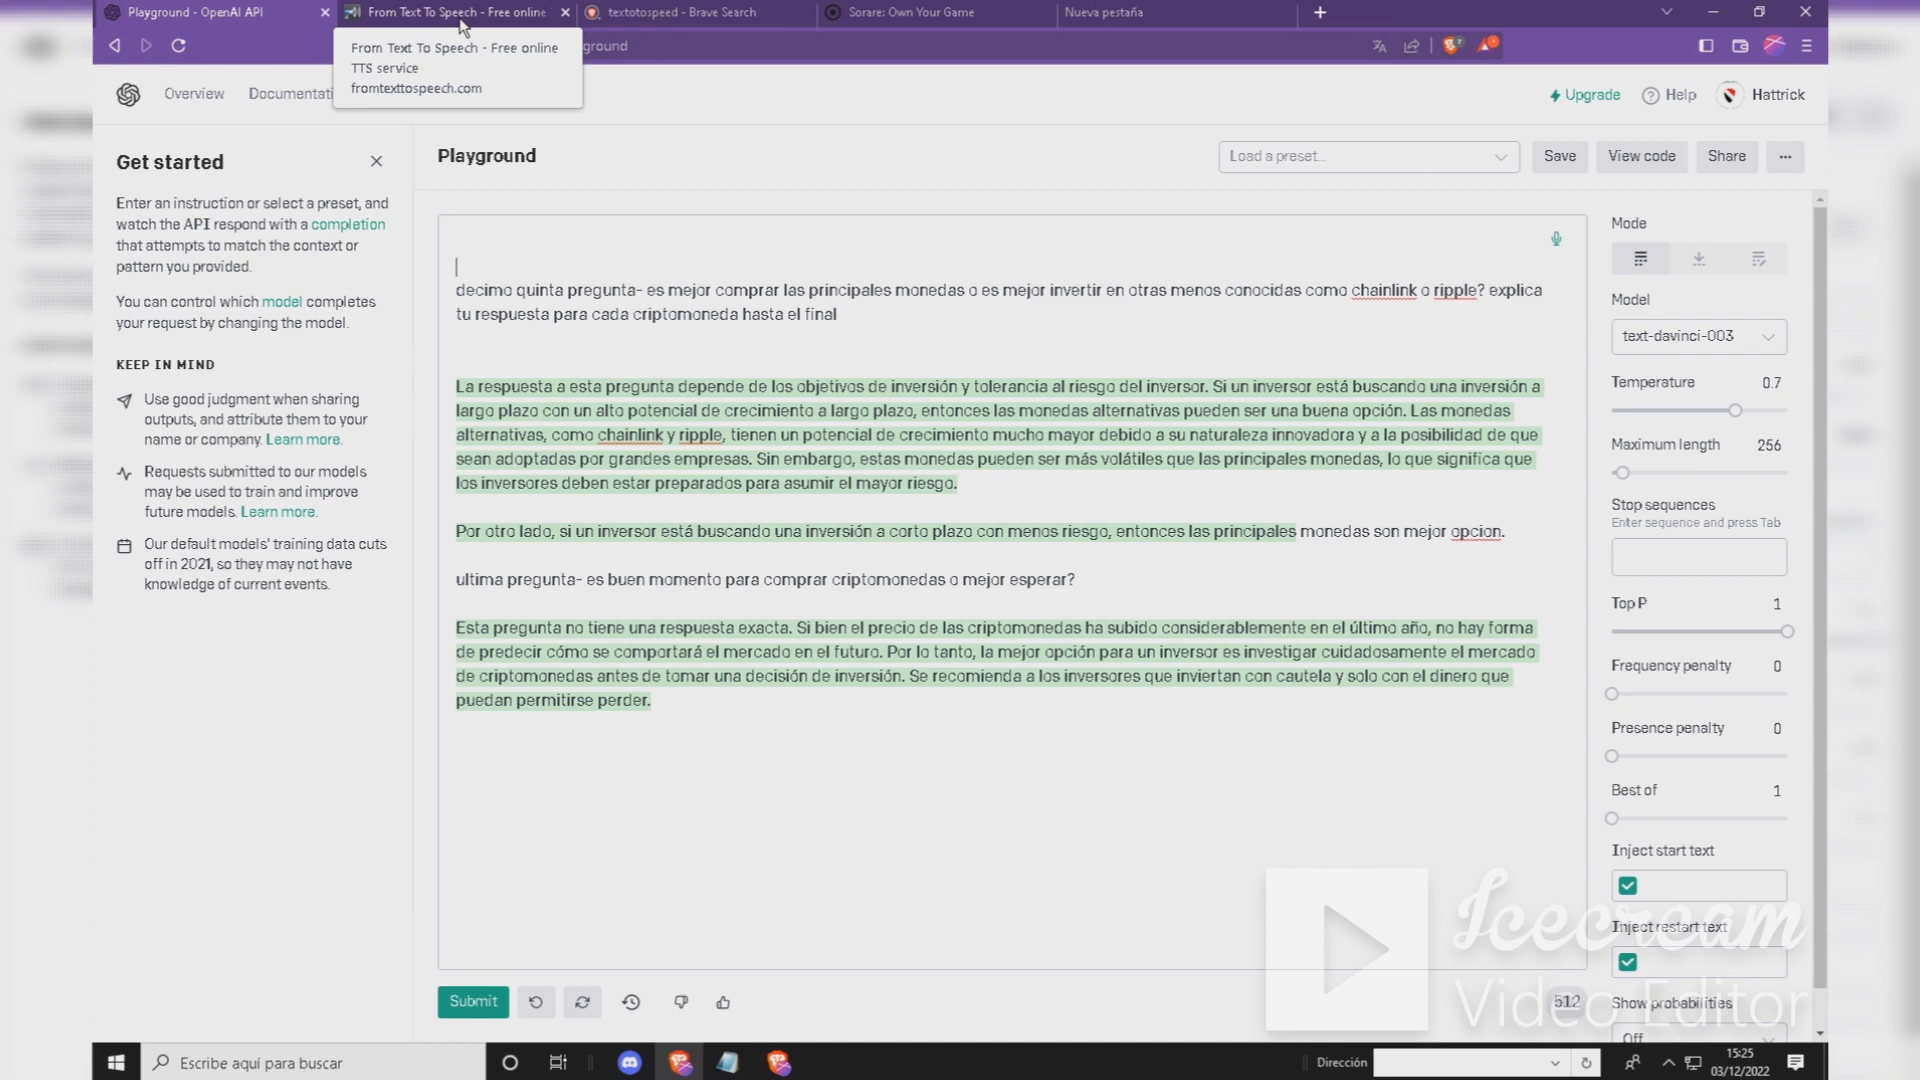 Playground - OpenAI API
From Text To Speech - Free online
textotospeed - Brave Search
Sorare: Own Your Game
Nueva pestaña
From Text To Speech - Free online
TTS service
fromtexttospeech.com
ground
Overview
Documentati
Upgrade
Help
Hattrick
Get started
Enter an instruction or select a preset, and
watch the API respond with a completion
that attempts to match the context or
pattern you provided.
You can control which model completes
your request by changing the model.
KEEP IN MIND
Use good judgment when sharing
outputs, and attribute them to your
name or company. Learn more.
Requests submitted to our models
may be used to train and improve
future models. Learn more.
Our default models' training data cuts
off in 2021, so they may not have
knowledge of current events.
Playground
Load a preset...
Save
View code
Share
decima quinta pregunta- es mejor comprar las principales monedas o es mejor invertir en otras menos conocidas como chainlink o ripple? explica
tu respuesta para cada criptomoneda hasta el final
La respuesta a esta pregunta depende de los objetivos de inversión y tolerancia al riesgo del inversor. Si un inversor está buscando una inversión a
largo plazo con un alto potencial de crecimiento a largo plazo, entonces las monedas alternativas pueden ser una buena opción. Las monedas
alternativas, como chainlink y ripple, tienen un potencial de crecimiento mucho mayor debido a su naturaleza innovadora y a la posibilidad de que
sean adoptadas por grandes empresas. Sin embargo, estas monedas pueden ser más volátiles que las principales monedas, lo que significa que
los inversores deben estar preparados para asumir el mayor riesgo.
Por otro lado, si un inversor está buscando una inversión a corto plazo con menos riesgo, entonces las principales monedas son mejor opcion.
ultima pregunta- es buen momento para comprar criptomonedas o mejor esperar?
Esta pregunta no tiene una respuesta exacta. Si bien el precio de las criptomonedas ha subido considerablemente en el último año, no hay forma
de predecir cómo se comportará el mercado en el futuro. Por lo tanto, la mejor opción para un inversor es investigar cuidadosamente el mercado
de criptomonedas antes de tomar una decisión de inversión. Se recomienda a los inversores que inviertan con cautela y solo con el dinero que
puedan permitirse perder.
Submit
512
Mode
Model
text-davinci-003
Temperature 0.7
Maximum length 256
Stop sequences
Enter sequence and press Tab
Top P 1
Frequency penalty 0
Presence penalty 0
Best of 1
Inject start text
Inject restart text
Show probabilities
Off
Icecream
Video Editor
Escribe aquí para buscar
Dirección
15:25
03/12/2022